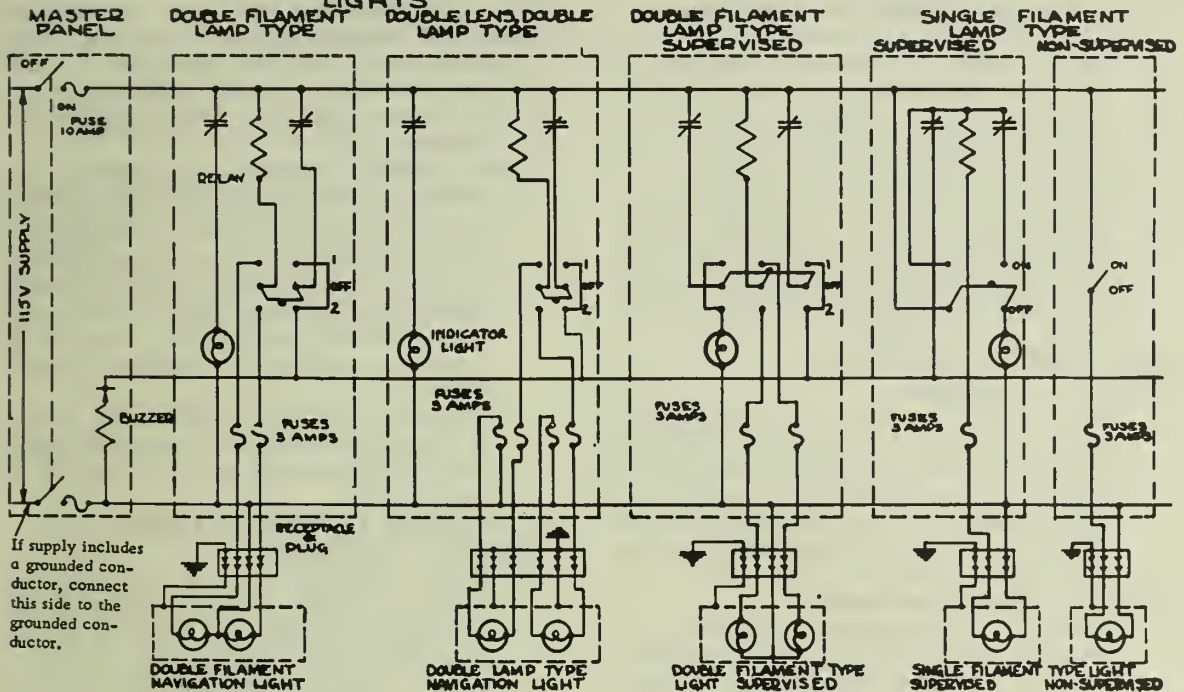 LIGHTS
MASTER PANEL
DOUBLE FILAMENT
LAMP TYPE
DOUBLE LENS, DOUBLE
LAMP TYPE
DOUBLE FILAMENT
LAMP TYPE
SUPERVISED
SINGLE FILAMENT
LAMP TYPE
SUPERVISED
NON-SUPERVISED
OFF
ON
FUSE
10 AMP
115V SUPPLY
BUZZER
If supply includes
a grounded con-
ductor, connect
this side to the
grounded con-
ductor.
RELAY
1
OFF
2
FUSES
3 AMPS
RECEPTACLE
& PLUG
DOUBLE FILAMENT
NAVIGATION LIGHT
1
OFF
2
INDICATOR
LIGHT
FUSES
3 AMPS
DOUBLE LAMP TYPE
NAVIGATION LIGHT
1
OFF
2
FUSES
3 AMPS
DOUBLE FILAMENT TYPE
LIGHT SUPERVISED
ON
OFF
FUSES
3 AMPS
SINGLE FILAMENT TYPE LIGHT
SUPERVISED
NON-SUPERVISED
ON
OFF
FUSES
3 AMPS